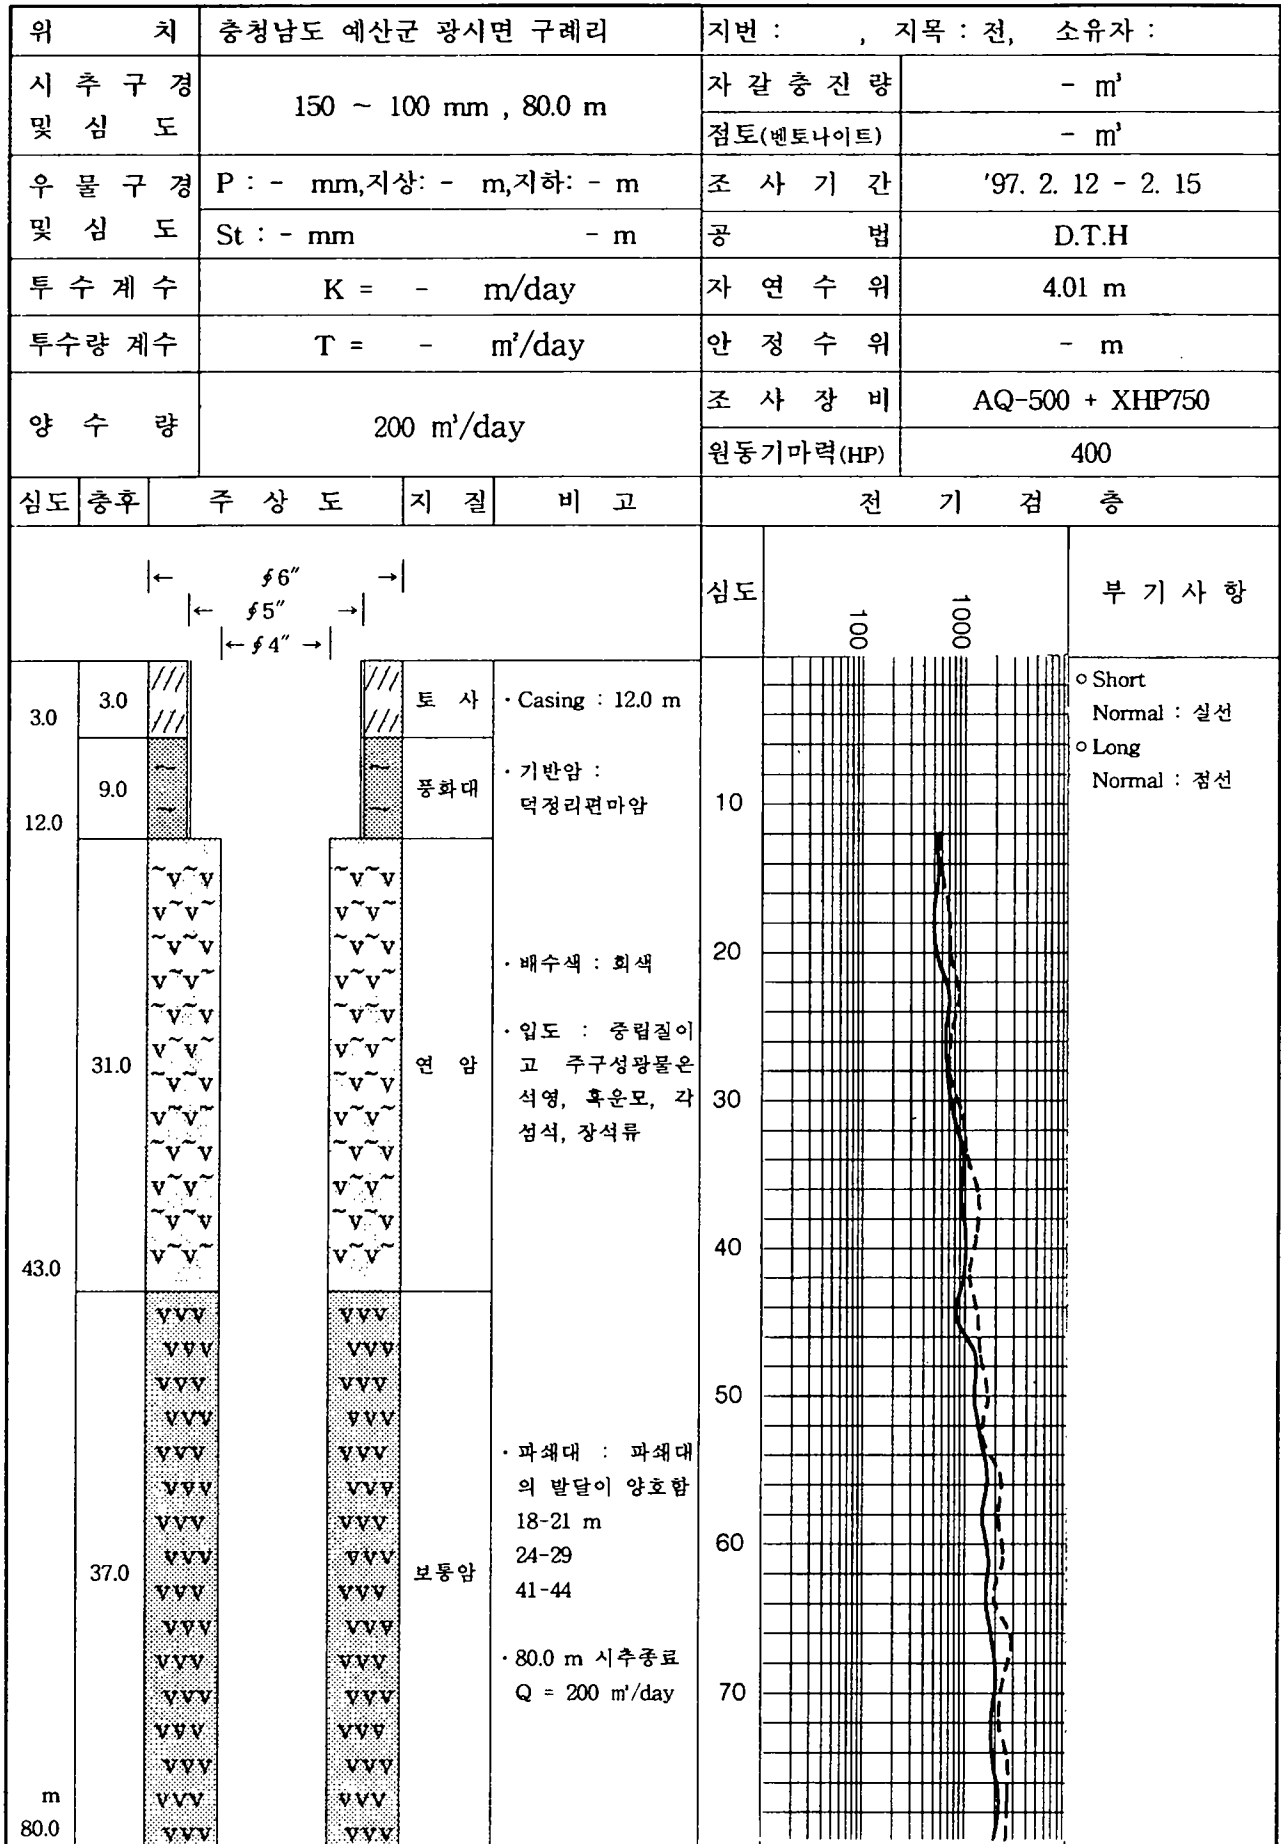 위 치 충청남도 예산군 광시면 구례리 지번 : , 지목 : 전, 소유자 :
시 추 구 경 및 심 도 150 ~ 100 mm , 80.0 m
자 갈 충 진 량 - m³
점토(벤토나이트) - m³
우 물 구 경 및 심 도 P : - mm,지상: - m,지하: - m
St : - mm - m
조 사 기 간 '97. 2. 12 - 2. 15
공 법 D.T.H
투 수 계 수 K = - m/day 자 연 수 위 4.01 m
투수량 계수 T = - m²/day 안 정 수 위 - m
양 수 량 200 m³/day
조 사 장 비 AQ-500 + XHP750
원동기마력(HP) 400
심도 층후 주 상 도 지 질 비 고 전 기 검 층
∮6″
∮5″
∮4″
심도 100 1000 부 기 사 항
3.0 3.0 토 사 · Casing : 12.0 m
12.0 9.0 풍화대 · 기반암 :
덕정리편마암
43.0 31.0 연 암
· 배수색 : 회색
· 입도 : 중립질이
고 주구성광물은
석영, 흑운모, 각
섬석, 장석류
37.0 보통암
· 파쇄대 : 파쇄대
의 발달이 양호함
18-21 m
24-29
41-44
· 80.0 m 시추종료
Q = 200 m³/day
m
80.0
10
20
30
40
50
60
70
○ Short
Normal : 실선
○ Long
Normal : 점선